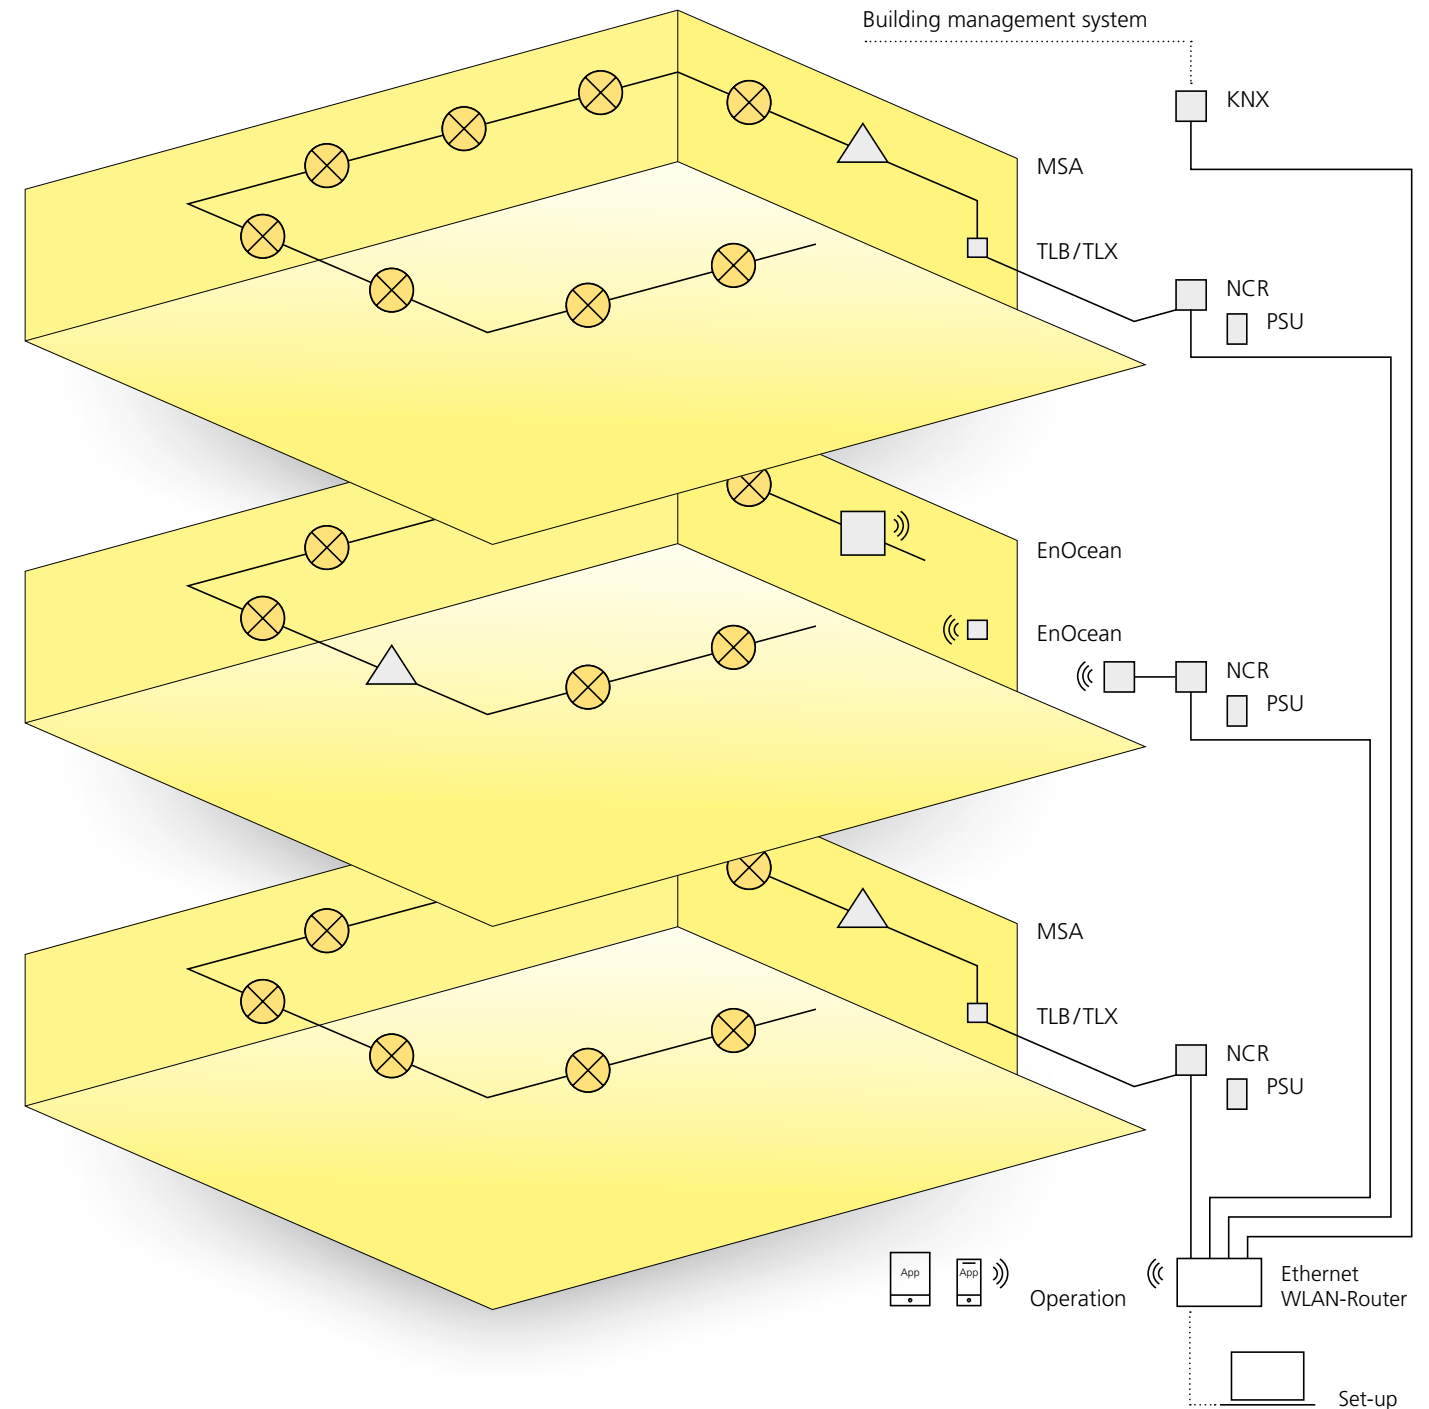 Building management system
KNX
MSA
TLB/TLX
NCR
PSU
EnOcean
EnOcean
NCR
PSU
MSA
TLB/TLX
NCR
PSU
App
App
Operation
Ethernet
WLAN-Router
Set-up